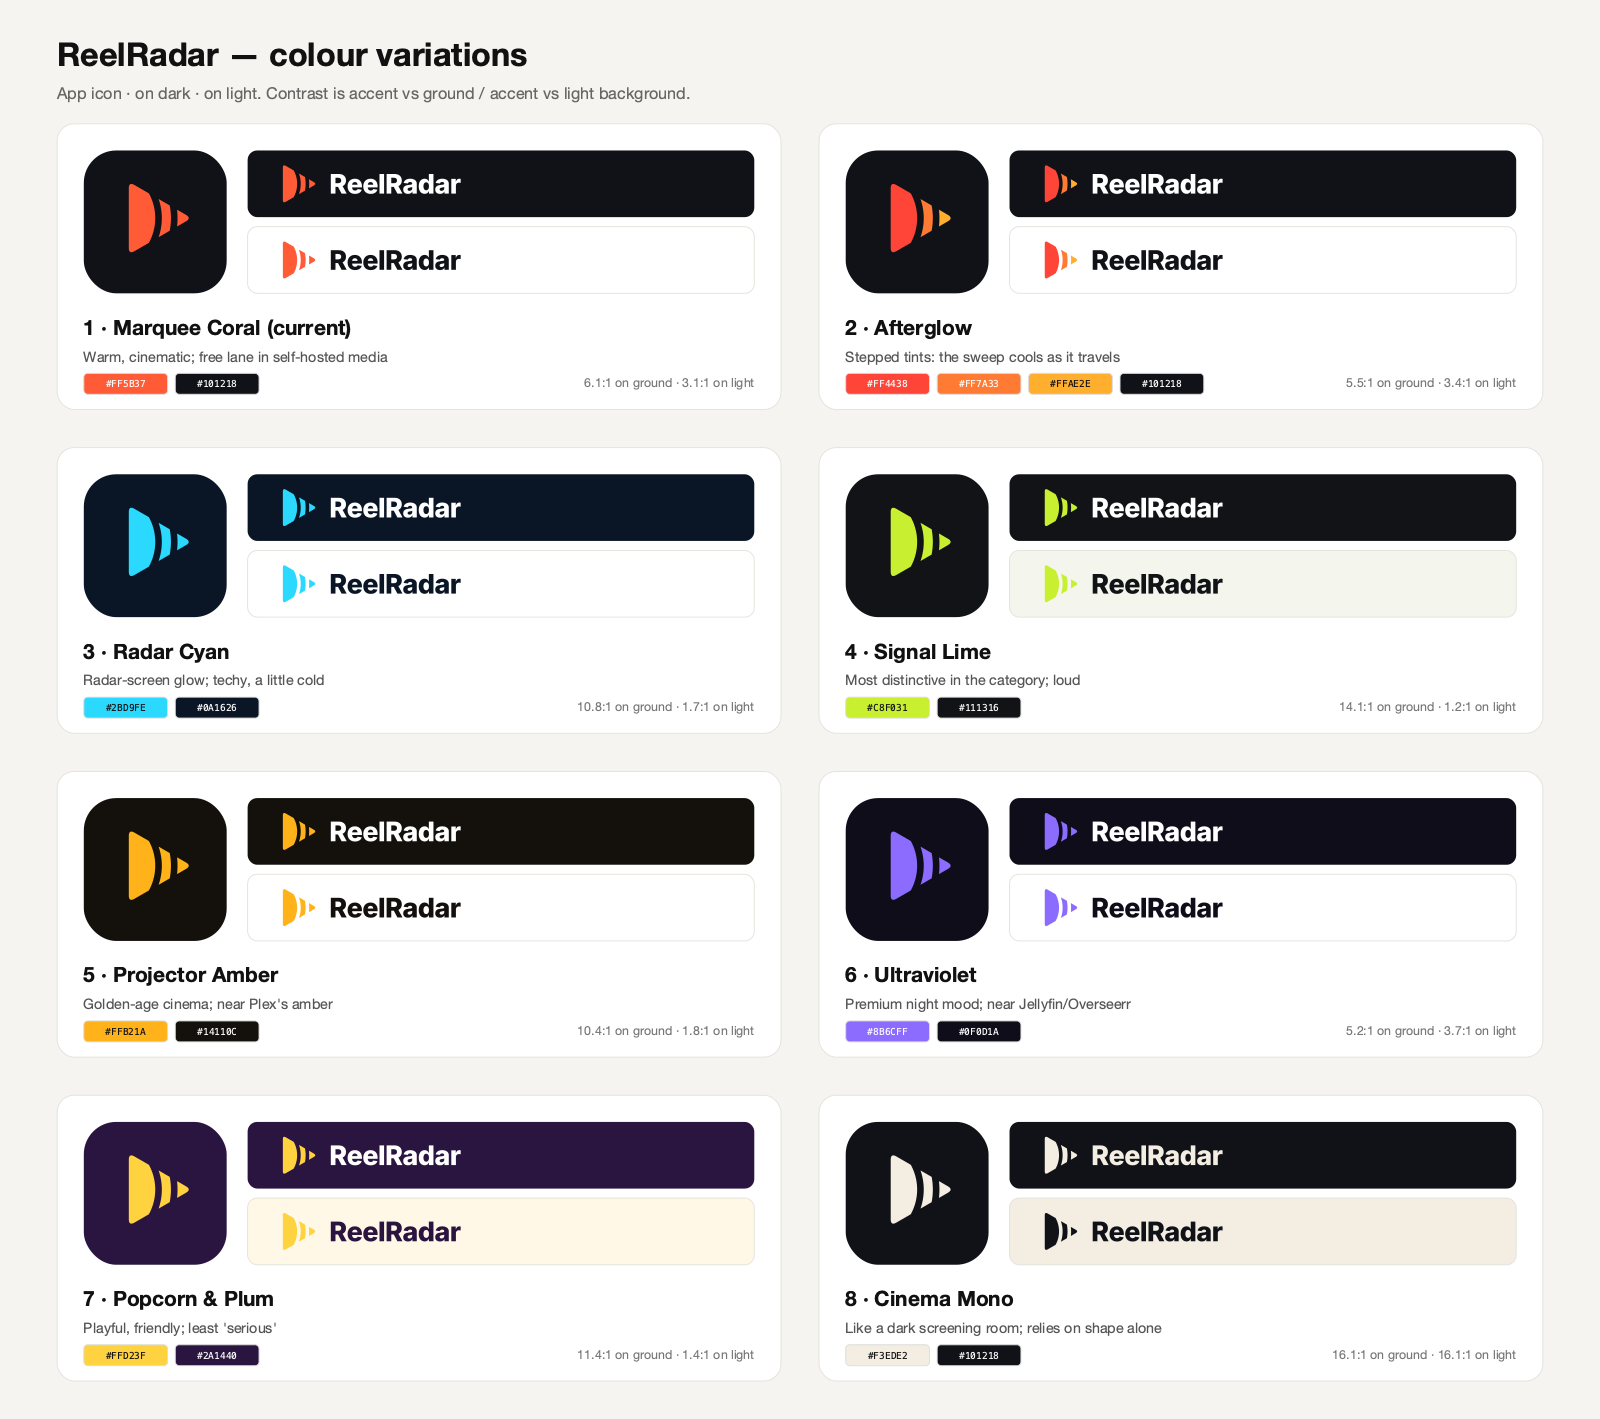 ReelRadar — colour variations
App icon · on dark · on light. Contrast is accent vs ground / accent vs light background.
ReelRadar
ReelRadar
1 · Marquee Coral (current)
Warm, cinematic; free lane in self-hosted media
#FF5B37 #101218 6.1:1 on ground · 3.1:1 on light
ReelRadar
ReelRadar
2 · Afterglow
Stepped tints: the sweep cools as it travels
#FF4438 #FF7A33 #FFAE2E #101218 5.5:1 on ground · 3.4:1 on light
ReelRadar
ReelRadar
3 · Radar Cyan
Radar-screen glow; techy, a little cold
#2BD9FE #0A1626 10.8:1 on ground · 1.7:1 on light
ReelRadar
ReelRadar
4 · Signal Lime
Most distinctive in the category; loud
#C8F031 #111316 14.1:1 on ground · 1.2:1 on light
ReelRadar
ReelRadar
5 · Projector Amber
Golden-age cinema; near Plex's amber
#FFB21A #14110C 10.4:1 on ground · 1.8:1 on light
ReelRadar
ReelRadar
6 · Ultraviolet
Premium night mood; near Jellyfin/Overseerr
#8B6CFF #0F0D1A 5.2:1 on ground · 3.7:1 on light
ReelRadar
ReelRadar
7 · Popcorn & Plum
Playful, friendly; least 'serious'
#FFD23F #2A1440 11.4:1 on ground · 1.4:1 on light
ReelRadar
ReelRadar
8 · Cinema Mono
Like a dark screening room; relies on shape alone
#F3EDE2 #101218 16.1:1 on ground · 16.1:1 on light